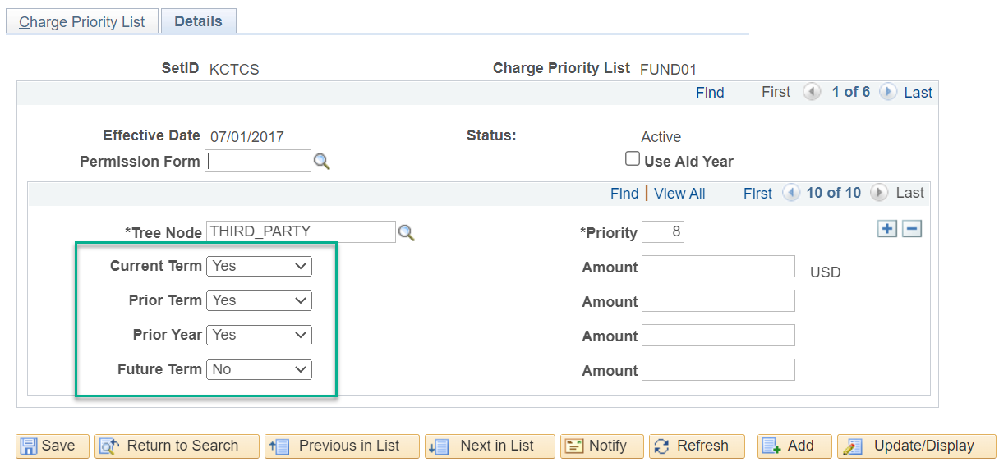 Charge Priority List Details
SetID KCTCS Charge Priority List FUND01
Find First 1 of 6 Last
Effective Date 07/01/2017 Status: Active
Permission Form Use Aid Year
Find | View All First 10 of 10 Last
*Tree Node THIRD_PARTY *Priority 8
Current Term Yes Amount USD
Prior Term Yes Amount
Prior Year Yes Amount
Future Term No Amount
Save Return to Search Previous in List Next in List Notify Refresh Add Update/Display